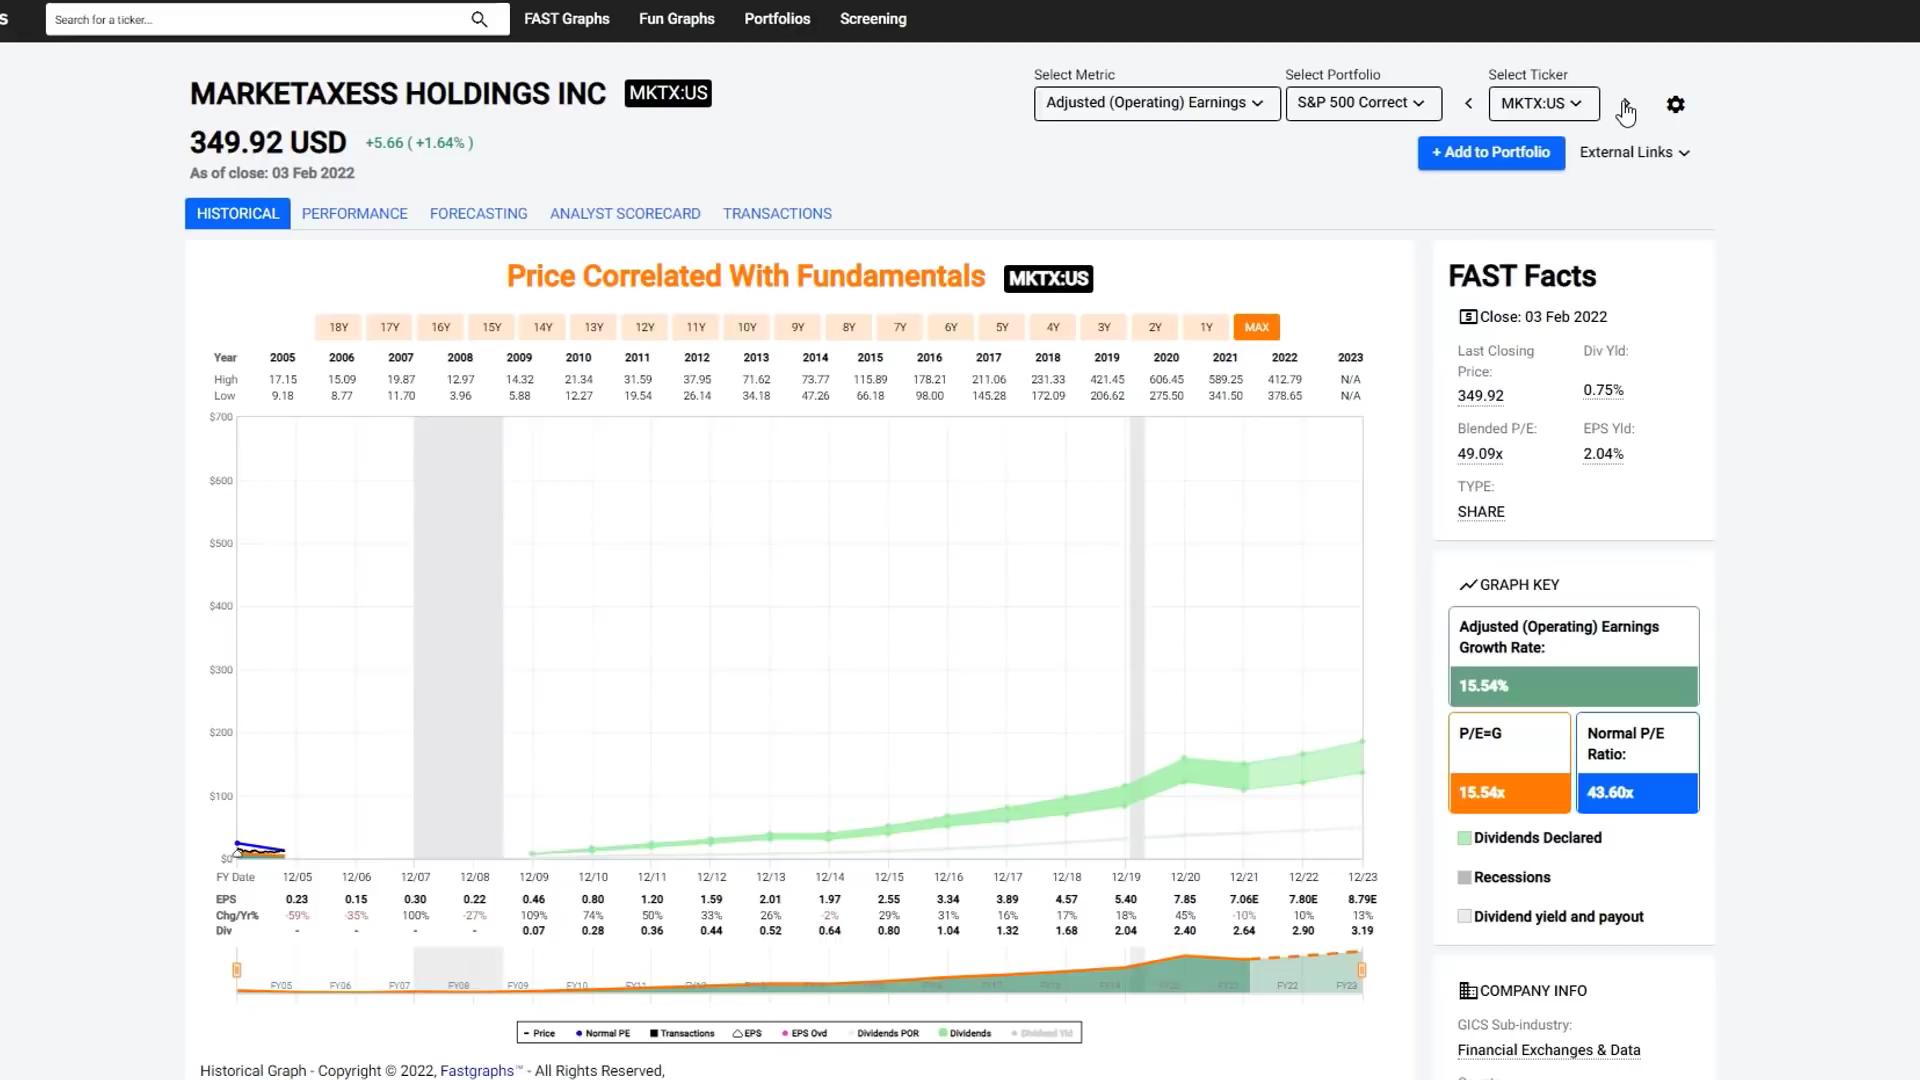 s
Search for a ticker...
FAST Graphs Fun Graphs Portfolios Screening
MARKETAXESS HOLDINGS INC MKTX:US
349.92 USD +5.66 ( +1.64% )
As of close: 03 Feb 2022
Select Metric Select Portfolio Select Ticker
Adjusted (Operating) Earnings S&P 500 Correct < MKTX:US
+ Add to Portfolio External Links
HISTORICAL PERFORMANCE FORECASTING ANALYST SCORECARD TRANSACTIONS
Price Correlated With Fundamentals MKTX:US
18Y 17Y 16Y 15Y 14Y 13Y 12Y 11Y 10Y 9Y 8Y 7Y 6Y 5Y 4Y 3Y 2Y 1Y MAX
Year 2005 2006 2007 2008 2009 2010 2011 2012 2013 2014 2015 2016 2017 2018 2019 2020 2021 2022 2023
High 17.15 15.09 19.87 12.97 14.32 21.34 31.59 37.95 71.62 73.77 115.89 178.21 211.06 231.33 421.45 606.45 589.25 412.79 N/A
Low 9.18 8.77 11.70 3.96 5.88 12.27 19.54 26.14 34.18 47.26 66.18 98.00 145.28 172.09 206.62 275.50 341.50 378.65 N/A
$700
$600
$500
$400
$300
$200
$100
$0
FY Date 12/05 12/06 12/07 12/08 12/09 12/10 12/11 12/12 12/13 12/14 12/15 12/16 12/17 12/18 12/19 12/20 12/21 12/22 12/23
EPS 0.23 0.15 0.30 0.22 0.46 0.80 1.20 1.59 2.01 1.97 2.55 3.34 3.89 4.57 5.40 7.85 7.06E 7.80E 8.79E
Chg/Yr% -59% -35% 100% -27% 109% 74% 50% 33% 26% -2% 29% 31% 16% 17% 18% 45% -10% 10% 13%
Div - - - - 0.07 0.28 0.36 0.44 0.52 0.64 0.80 1.04 1.32 1.68 2.04 2.40 2.64 2.90 3.19
FY05 FY06 FY07 FY08 FY09 FY10 FY11 FY22 FY23
Price Normal PE Transactions EPS EPS Ovd Dividends POR Dividends Dividend Yld
Historical Graph - Copyright © 2022, Fastgraphs™ - All Rights Reserved,
FAST Facts
Close: 03 Feb 2022
Last Closing Price: Div Yld:
349.92 0.75%
Blended P/E: EPS Yld:
49.09x 2.04%
TYPE:
SHARE
GRAPH KEY
Adjusted (Operating) Earnings
Growth Rate:
15.54%
P/E=G Normal P/E Ratio:
15.54x 43.60x
Dividends Declared
Recessions
Dividend yield and payout
COMPANY INFO
GICS Sub-industry:
Financial Exchanges & Data